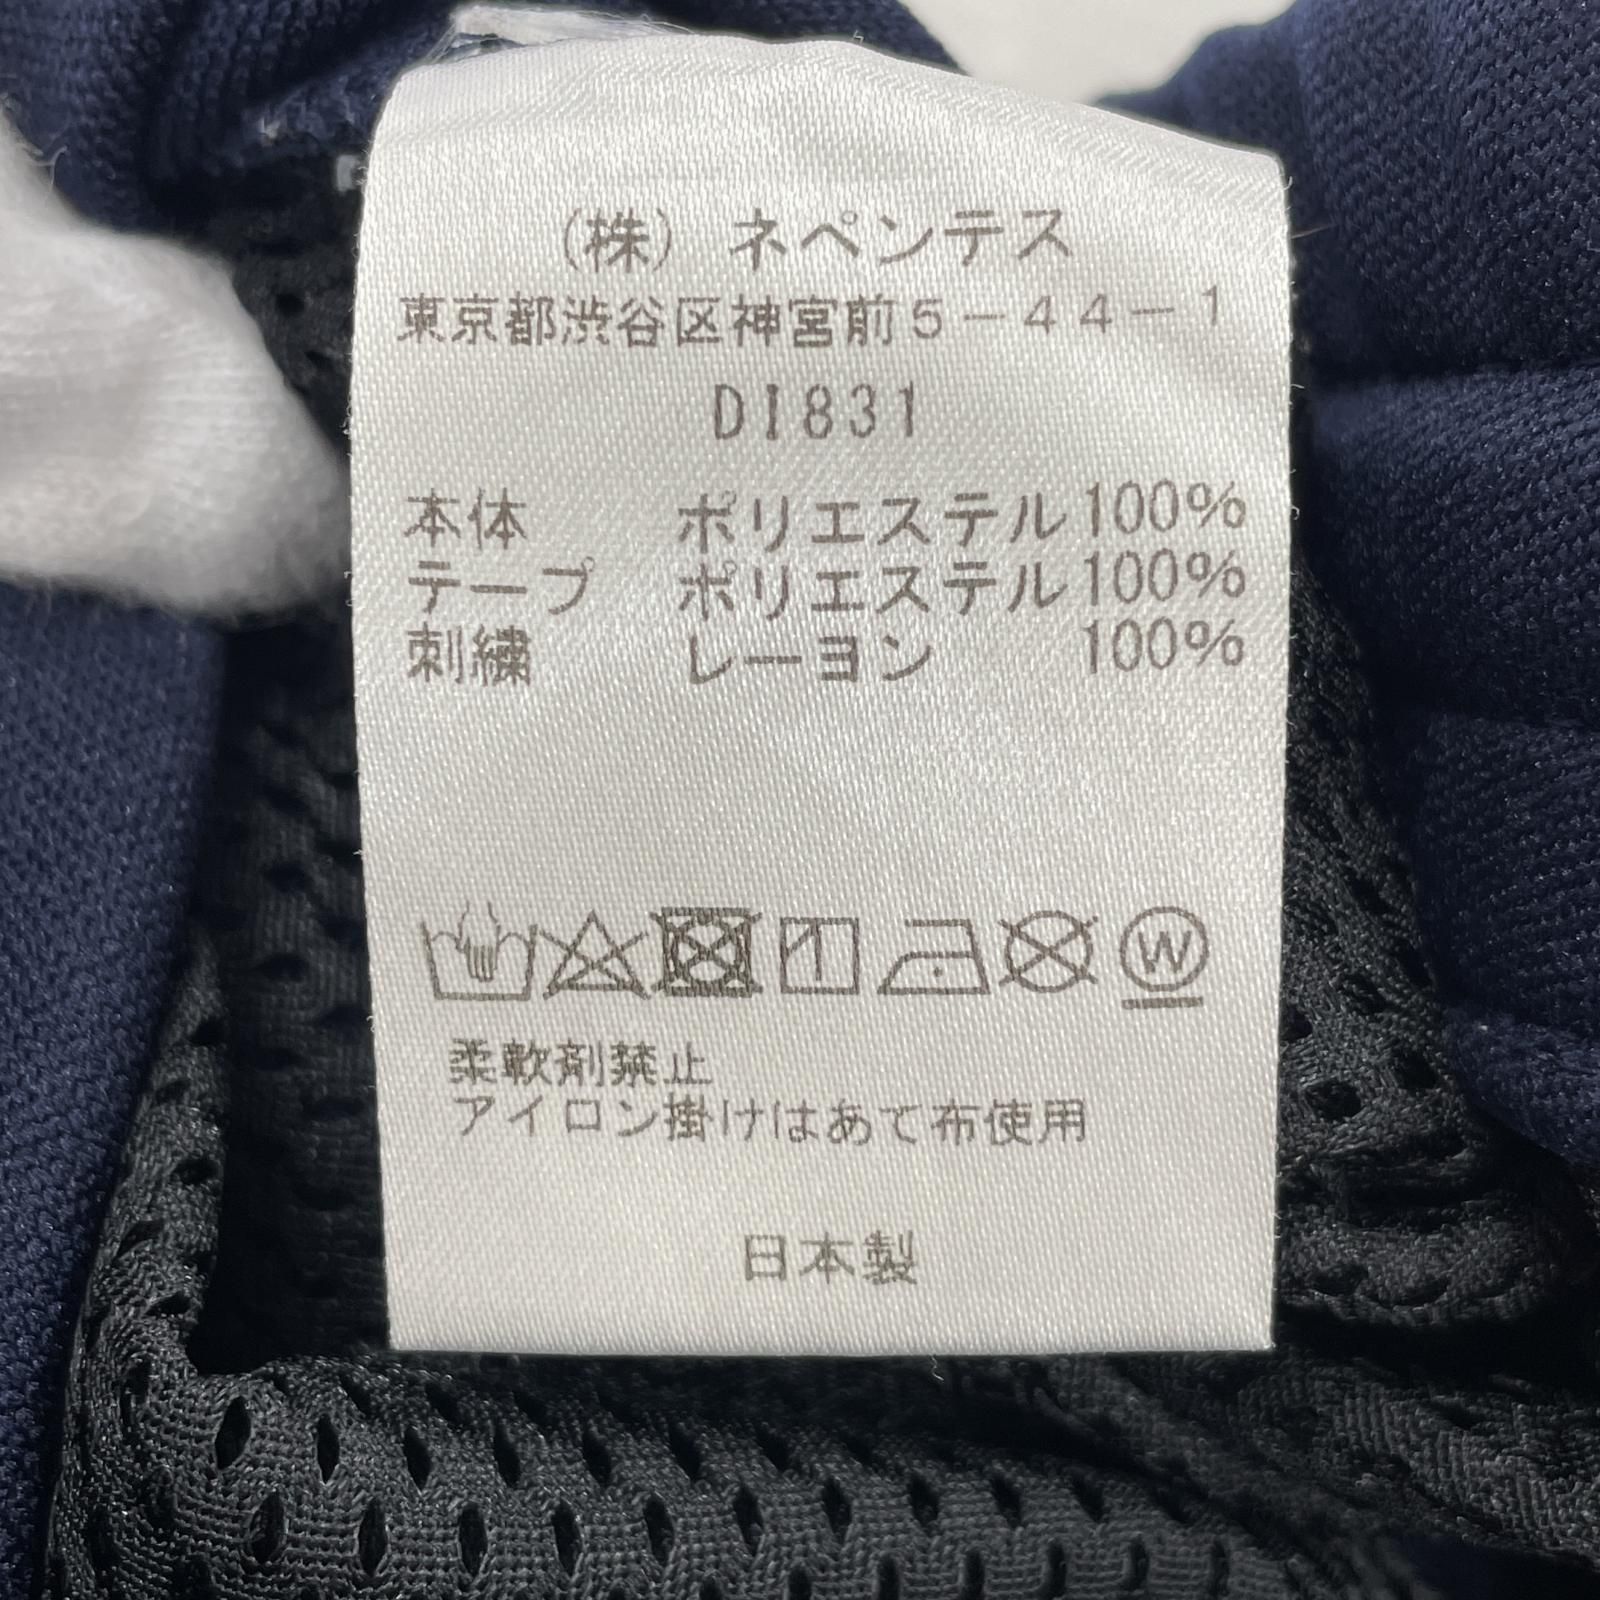 (株) ネペンテス
東京都渋谷区神宮前5－44－1
DI831
本体 ポリエステル100%
テープ ポリエステル100%
刺繍 レーヨン 100%
W
柔軟剤禁止
アイロン掛けはあて布使用
日本製